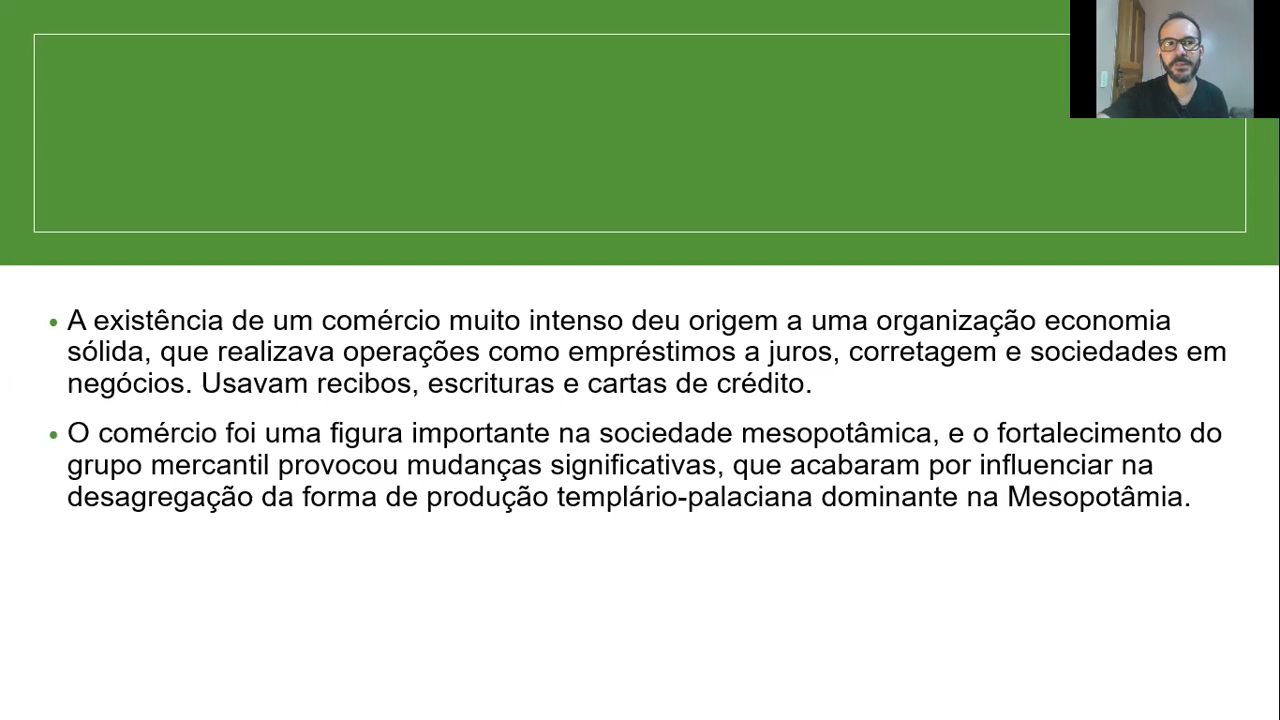 • A existência de um comércio muito intenso deu origem a uma organização economia
sólida, que realizava operações como empréstimos a juros, corretagem e sociedades em
negócios. Usavam recibos, escrituras e cartas de crédito.
• O comércio foi uma figura importante na sociedade mesopotâmica, e o fortalecimento do
grupo mercantil provocou mudanças significativas, que acabaram por influenciar na
desagregação da forma de produção templário-palaciana dominante na Mesopotâmia.